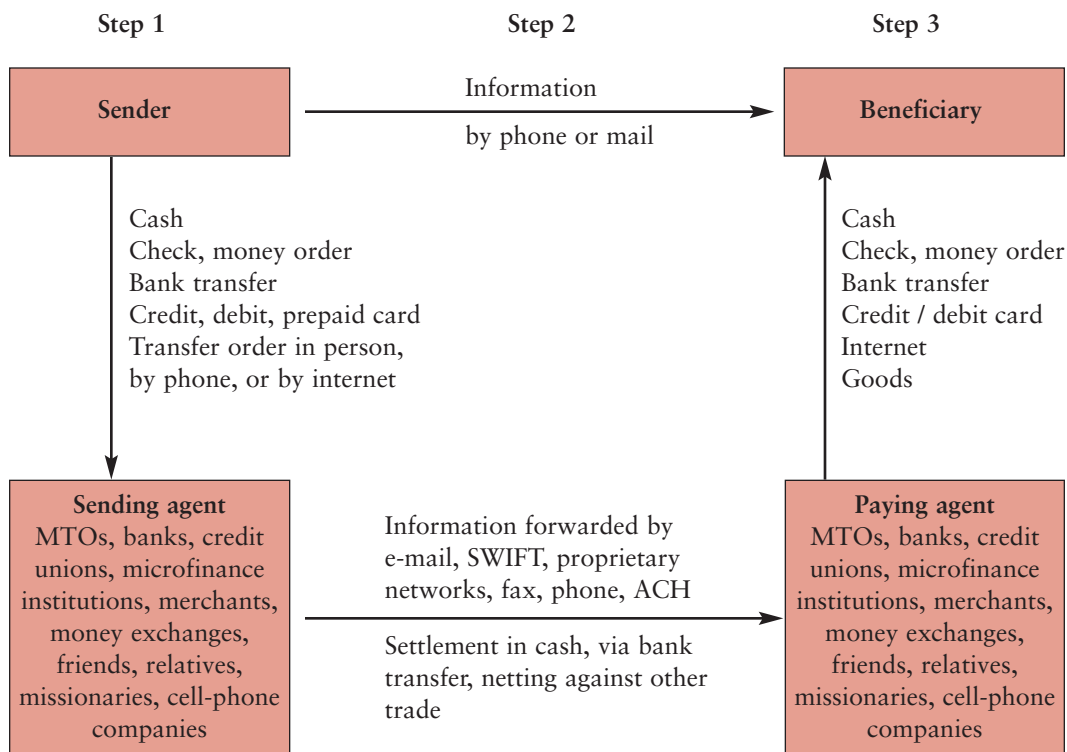 Step 1
Step 2
Step 3
Sender
Information
by phone or mail
Beneficiary
Cash
Check, money order
Bank transfer
Credit, debit, prepaid card
Transfer order in person,
by phone, or by internet
Cash
Check, money order
Bank transfer
Credit / debit card
Internet
Goods
Sending agent
MTOs, banks, credit
unions, microfinance
institutions, merchants,
money exchanges,
friends, relatives,
missionaries, cell-phone
companies
Information forwarded by
e-mail, SWIFT, proprietary
networks, fax, phone, ACH
Settlement in cash, via bank
transfer, netting against other
trade
Paying agent
MTOs, banks, credit
unions, microfinance
institutions, merchants,
money exchanges,
friends, relatives,
missionaries, cell-phone
companies